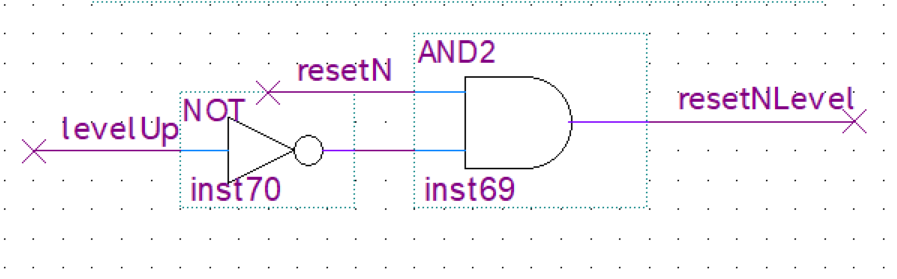 AND2
resetN
resetNLevel
NOT
levelUp
inst70
inst69